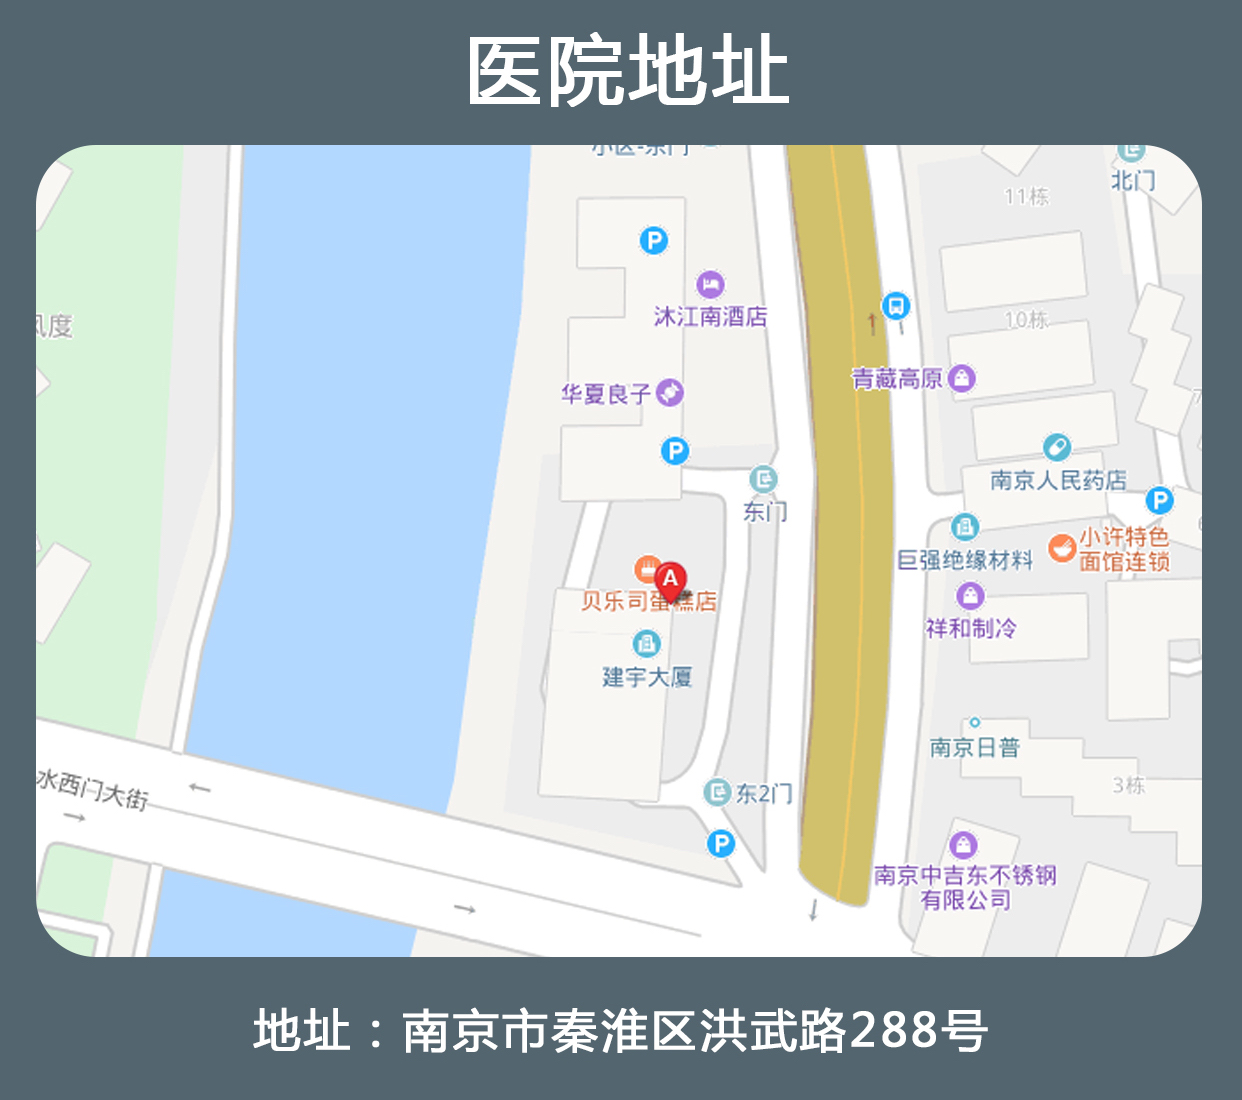 医院地址
北门
11栋
风度
沐江南酒店
10栋
华夏良子
青藏高原
南京人民药店
东门
小许特色
面馆连锁
巨强绝缘材料
A
贝乐司蛋糕店
祥和制冷
建宇大厦
南京日普
水西门大街
东2门
3栋
南京中吉东不锈钢
有限公司
P
P
P
P
地址：南京市秦淮区洪武路288号